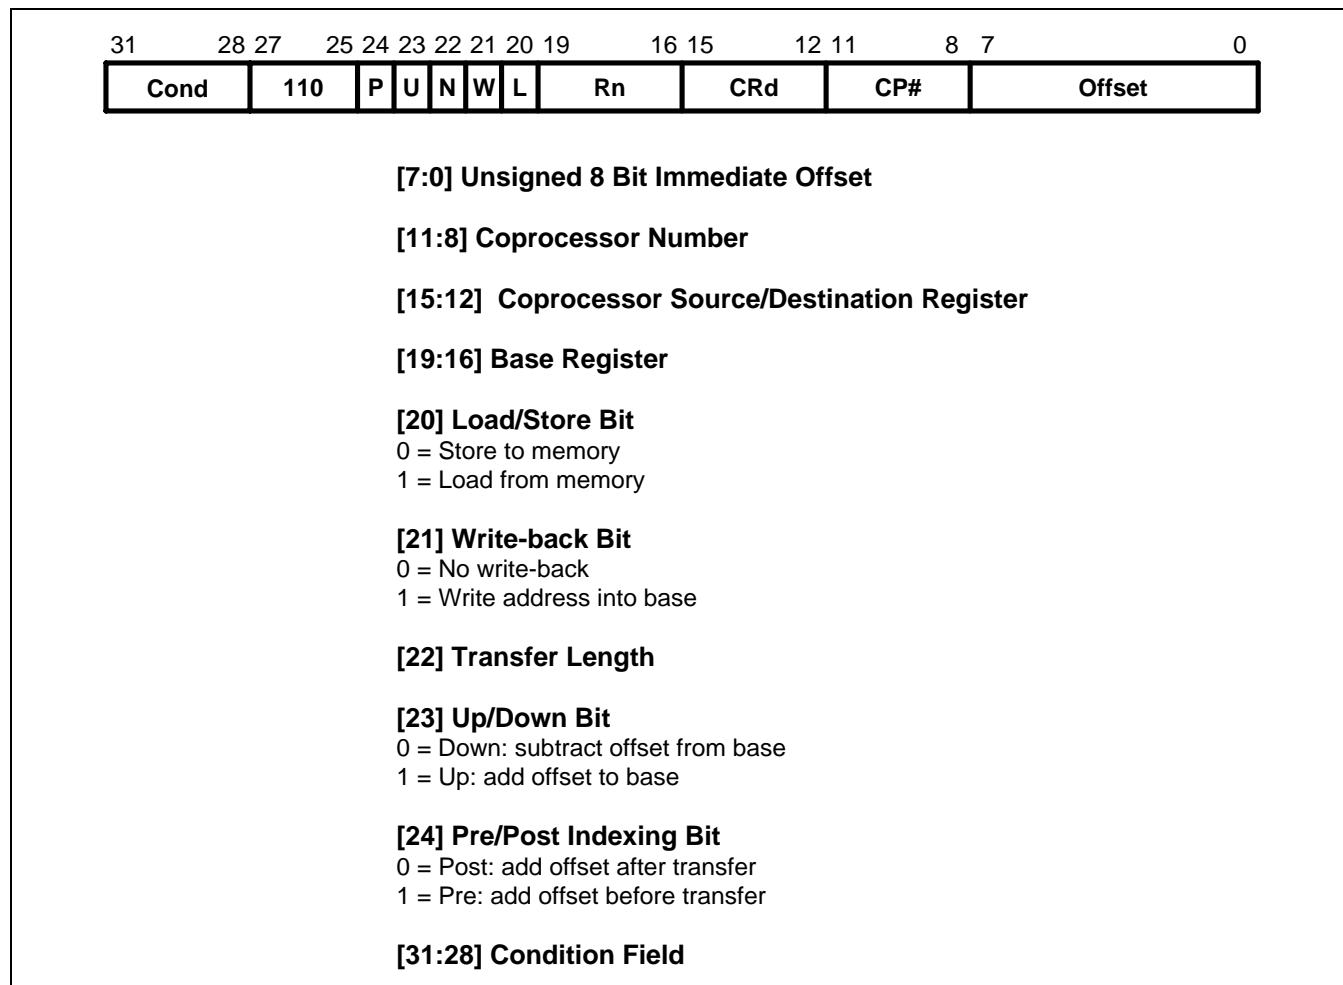 31 28 27 25 24 23 22 21 20 19 16 15 12 11 8 7 0
Cond 110 P U N W L Rn CRd CP# Offset
[7:0] Unsigned 8 Bit Immediate Offset
[11:8] Coprocessor Number
[15:12] Coprocessor Source/Destination Register
[19:16] Base Register
[20] Load/Store Bit
0 = Store to memory
1 = Load from memory
[21] Write-back Bit
0 = No write-back
1 = Write address into base
[22] Transfer Length
[23] Up/Down Bit
0 = Down: subtract offset from base
1 = Up: add offset to base
[24] Pre/Post Indexing Bit
0 = Post: add offset after transfer
1 = Pre: add offset before transfer
[31:28] Condition Field